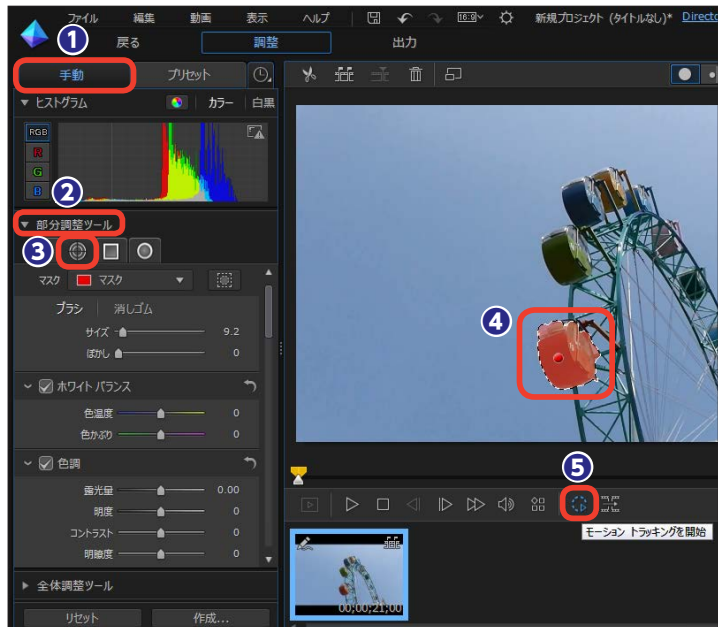 ファイル 編集 動画 表示 ヘルプ 16:9 新規プロジェクト (タイトルなし)* Directo
1
戻る 調整 出力
手動 プリセット
ヒストグラム カラー 白黒
RGB
R
G
B
2
部分調整ツール
3
マスク マスク
ブラシ 消しゴム
サイズ 9.2
ぼかし 0
4
ホワイト バランス
色温度 0
色かぶり 0
色調
露光量 0.00
明度 0
コントラスト 0
明瞭度 0
5
モーション トラッキングを開始
00;00;21;00
全体調整ツール
リセット 作成...